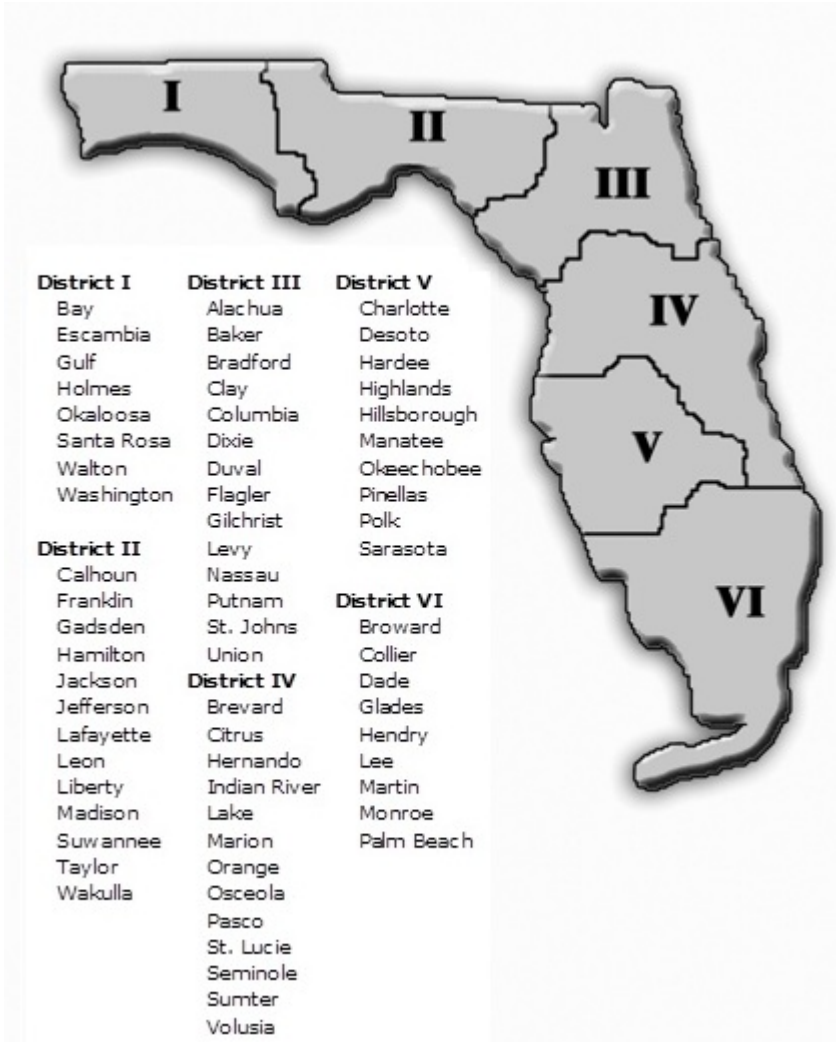 I
II
III
IV
V
VI
District I
Bay
Escambia
Gulf
Holmes
Okaloosa
Santa Rosa
Walton
Washington
District II
Calhoun
Franklin
Gadsden
Hamilton
Jackson
Jefferson
Lafayette
Leon
Liberty
Madison
Suwannee
Taylor
Wakulla
District III
Alachua
Baker
Bradford
Clay
Columbia
Dixie
Duval
Flagler
Gilchrist
Levy
Nassau
Putnam
St. Johns
Union
District IV
Brevard
Citrus
Hernando
Indian River
Lake
Marion
Orange
Osceola
Pasco
St. Lucie
Seminole
Sumter
Volusia
District V
Charlotte
Desoto
Hardee
Highlands
Hillsborough
Manatee
Okeechobee
Pinellas
Polk
Sarasota
District VI
Broward
Collier
Dade
Glades
Hendry
Lee
Martin
Monroe
Palm Beach